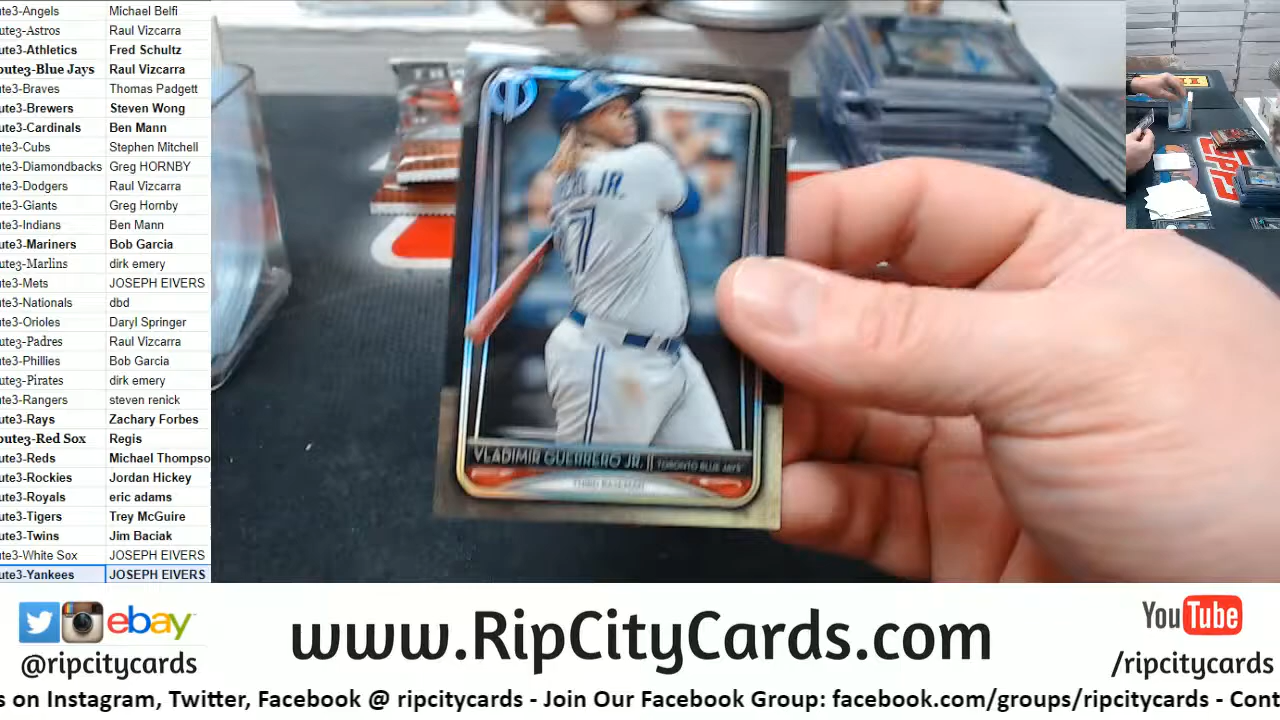 ute3-Angels Michael Belfi
ute3-Astros Raul Vizcarra
ute3-Athletics Fred Schultz
oute3-Blue Jays Raul Vizcarra
ute3-Braves Thomas Padgett
ute3-Brewers Steven Wong
ute3-Cardinals Ben Mann
ute3-Cubs Stephen Mitchell
ute3-Diamondbacks Greg HORNBY
ute3-Dodgers Raul Vizcarra
ute3-Giants Greg Hornby
ute3-Indians Ben Mann
ute3-Mariners Bob Garcia
ute3-Marlins dirk emery
ute3-Mets JOSEPH EIVERS
ute3-Nationals dbd
ute3-Orioles Daryl Springer
ute3-Padres Raul Vizcarra
ute3-Phillies Bob Garcia
ute3-Pirates dirk emery
ute3-Rangers steven renick
ute3-Rays Zachary Forbes
oute3-Red Sox Regis
ute3-Reds Michael Thompso
ute3-Rockies Jordan Hickey
ute3-Royals eric adams
ute3-Tigers Trey McGuire
ute3-Twins Jim Baciak
ute3-White Sox JOSEPH EIVERS
ute3-Yankees JOSEPH EIVERS
JR.
7
VLADIMIR GUERRERO JR. || TORONTO BLUE JAYS
THIRD BASEMAN
ebay
@ripcitycards
www.RipCityCards.com
YouTube
/ripcitycards
s on Instagram, Twitter, Facebook @ ripcitycards - Join Our Facebook Group: facebook.com/groups/ripcitycards - Cont